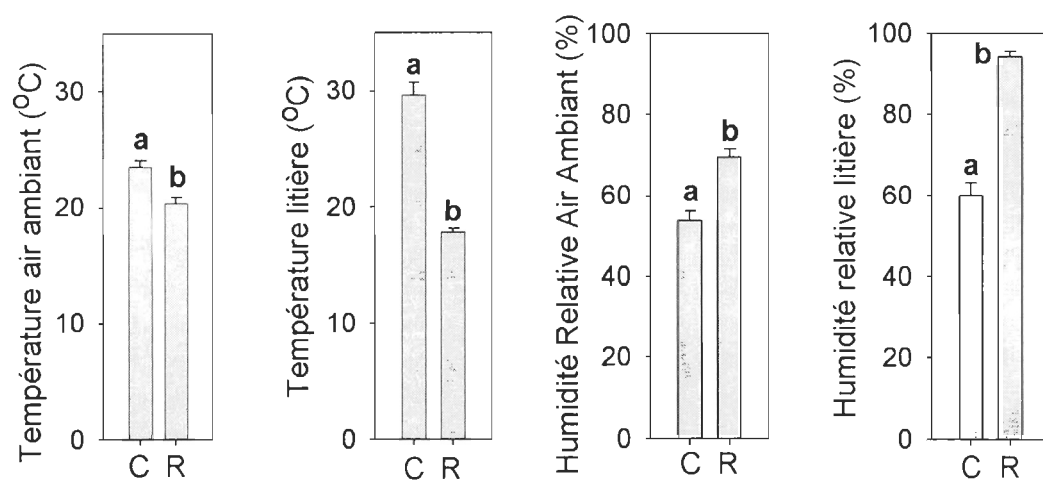 Température air ambiant (°C)
30
20
10
0
a
b
C R
Température litière (°C)
30
20
10
0
a
b
C R
Humidité Relative Air Ambiant (%)
100
80
60
40
20
0
a
b
C R
Humidité relative litière (%)
100
80
60
40
20
0
a
b
C R